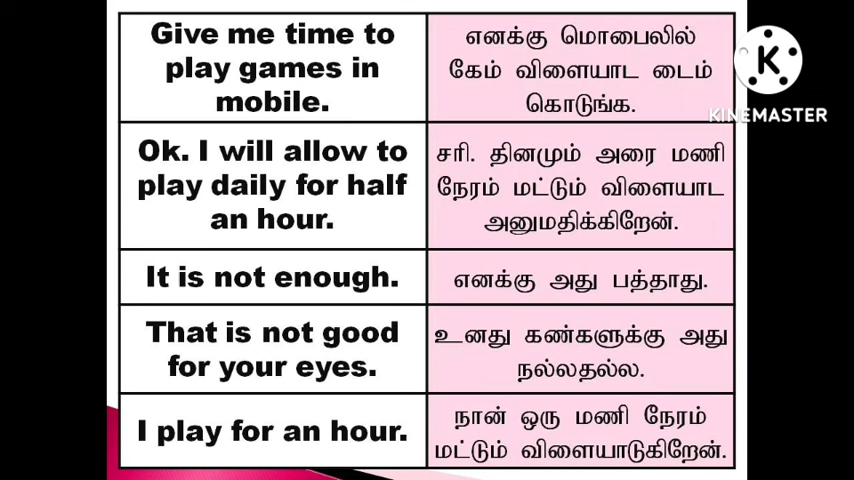 Give me time to
play games in
mobile.
எனக்கு மொபைலில்
கேம் விளையாட டைம்
கொடுங்க.
Ok. I will allow to
play daily for half
an hour.
சரி. தினமும் அரை மணி
நேரம் மட்டும் விளையாட
அனுமதிக்கிறேன்.
It is not enough.
எனக்கு அது பத்தாது.
That is not good
for your eyes.
உனது கண்களுக்கு அது
நல்லதல்ல.
I play for an hour.
நான் ஒரு மணி நேரம்
மட்டும் விளையாடுகிறேன்.
K
KINEMASTER